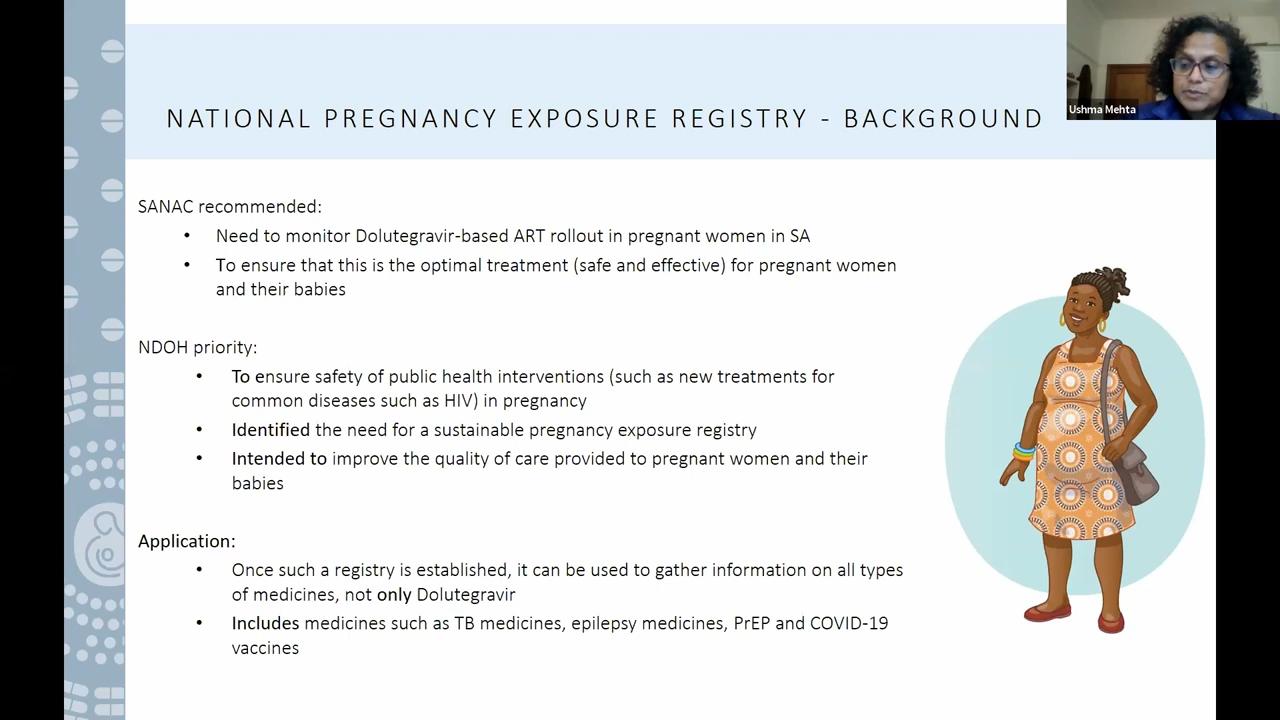 NATIONAL PREGNANCY EXPOSURE REGISTRY - BACKGROUND
Ushma Mehta
SANAC recommended:
• Need to monitor Dolutegravir-based ART rollout in pregnant women in SA
• To ensure that this is the optimal treatment (safe and effective) for pregnant women
and their babies
NDOH priority:
• To ensure safety of public health interventions (such as new treatments for
common diseases such as HIV) in pregnancy
• Identified the need for a sustainable pregnancy exposure registry
• Intended to improve the quality of care provided to pregnant women and their
babies
Application:
• Once such a registry is established, it can be used to gather information on all types
of medicines, not only Dolutegravir
• Includes medicines such as TB medicines, epilepsy medicines, PrEP and COVID-19
vaccines